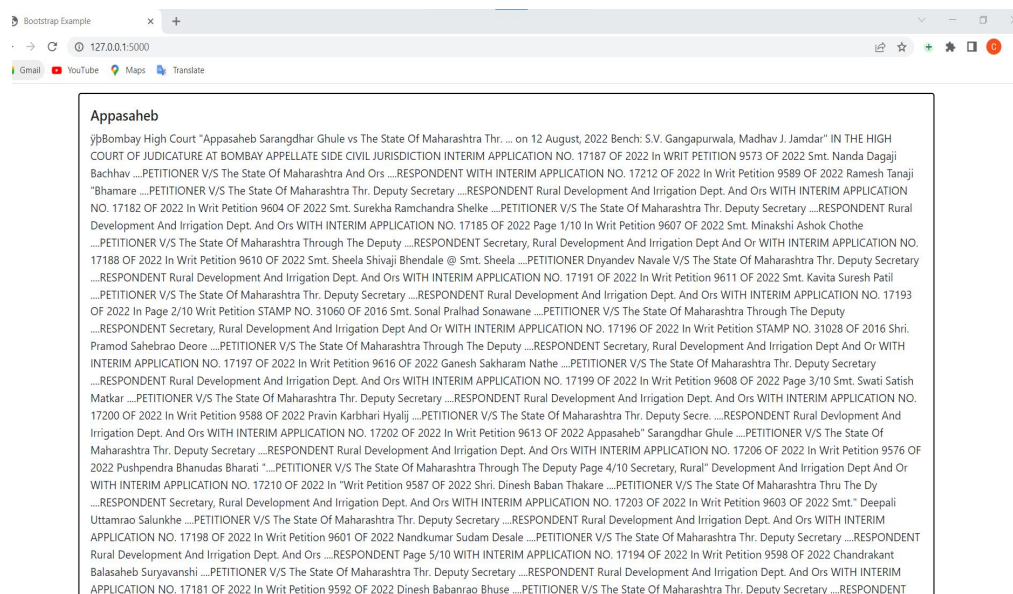 Bootstrap Example
127.0.0.1:5000
Gmail YouTube Maps Translate
Appasaheb
ÿþBombay High Court "Appasaheb Sarangdhar Ghule vs The State Of Maharashtra Thr. ... on 12 August, 2022 Bench: S.V. Gangapurwala, Madhav J. Jamdar" IN THE HIGH
COURT OF JUDICATURE AT BOMBAY APPELLATE SIDE CIVIL JURISDICTION INTERIM APPLICATION NO. 17187 OF 2022 In WRIT PETITION 9573 OF 2022 Smt. Nanda Dagaji
Bachhav ....PETITIONER V/S The State Of Maharashtra And Ors ....RESPONDENT WITH INTERIM APPLICATION NO. 17212 OF 2022 In Writ Petition 9589 OF 2022 Ramesh Tanaji
"Bhamare ....PETITIONER V/S The State Of Maharashtra Thr. Deputy Secretary ....RESPONDENT Rural Development And Irrigation Dept. And Ors WITH INTERIM APPLICATION
NO. 17182 OF 2022 In Writ Petition 9604 OF 2022 Smt. Surekha Ramchandra Shelke ....PETITIONER V/S The State Of Maharashtra Thr. Deputy Secretary ....RESPONDENT Rural
Development And Irrigation Dept. And Ors WITH INTERIM APPLICATION NO. 17185 OF 2022 Page 1/10 In Writ Petition 9607 OF 2022 Smt. Minakshi Ashok Chothe
....PETITIONER V/S The State Of Maharashtra Through The Deputy ....RESPONDENT Secretary, Rural Development And Irrigation Dept And Or WITH INTERIM APPLICATION NO.
17188 OF 2022 In Writ Petition 9610 OF 2022 Smt. Sheela Shivaji Bhendale @ Smt. Sheela ....PETITIONER Dnyandev Navale V/S The State Of Maharashtra Thr. Deputy Secretary
....RESPONDENT Rural Development And Irrigation Dept. And Ors WITH INTERIM APPLICATION NO. 17191 OF 2022 In Writ Petition 9611 OF 2022 Smt. Kavita Suresh Patil
....PETITIONER V/S The State Of Maharashtra Thr. Deputy Secretary ....RESPONDENT Rural Development And Irrigation Dept. And Ors WITH INTERIM APPLICATION NO. 17193
OF 2022 In Page 2/10 Writ Petition STAMP NO. 31060 OF 2016 Smt. Sonal Pralhad Sonawane ....PETITIONER V/S The State Of Maharashtra Through The Deputy
....RESPONDENT Secretary, Rural Development And Irrigation Dept And Or WITH INTERIM APPLICATION NO. 17196 OF 2022 In Writ Petition STAMP NO. 31028 OF 2016 Shri.
Pramod Sahebrao Deore ....PETITIONER V/S The State Of Maharashtra Through The Deputy ....RESPONDENT Secretary, Rural Development And Irrigation Dept And Or WITH
INTERIM APPLICATION NO. 17197 OF 2022 In Writ Petition 9616 OF 2022 Ganesh Sakharam Nathe ....PETITIONER V/S The State Of Maharashtra Thr. Deputy Secretary
....RESPONDENT Rural Development And Irrigation Dept. And Ors WITH INTERIM APPLICATION NO. 17199 OF 2022 In Writ Petition 9608 OF 2022 Page 3/10 Smt. Swati Satish
Matkar ....PETITIONER V/S The State Of Maharashtra Thr. Deputy Secretary ....RESPONDENT Rural Development And Irrigation Dept. And Ors WITH INTERIM APPLICATION NO.
17200 OF 2022 In Writ Petition 9588 OF 2022 Pravin Karbhari Hyalij ....PETITIONER V/S The State Of Maharashtra Thr. Deputy Secre. ....RESPONDENT Rural Devlopment And
Irrigation Dept. And Ors WITH INTERIM APPLICATION NO. 17202 OF 2022 In Writ Petition 9613 OF 2022 Appasaheb" Sarangdhar Ghule ....PETITIONER V/S The State Of
Maharashtra Thr. Deputy Secretary ....RESPONDENT Rural Development And Irrigation Dept. And Ors WITH INTERIM APPLICATION NO. 17206 OF 2022 In Writ Petition 9576 OF
2022 Pushpendra Bhanudas Bharati "....PETITIONER V/S The State Of Maharashtra Through The Deputy Page 4/10 Secretary, Rural" Development And Irrigation Dept And Or
WITH INTERIM APPLICATION NO. 17210 OF 2022 In "Writ Petition 9587 OF 2022 Shri. Dinesh Baban Thakare ....PETITIONER V/S The State Of Maharashtra Thru The Dy
....RESPONDENT Secretary, Rural Development And Irrigation Dept. And Ors WITH INTERIM APPLICATION NO. 17203 OF 2022 In Writ Petition 9603 OF 2022 Smt." Deepali
Uttamrao Salunkhe ....PETITIONER V/S The State Of Maharashtra Thr. Deputy Secretary ....RESPONDENT Rural Development And Irrigation Dept. And Ors WITH INTERIM
APPLICATION NO. 17198 OF 2022 In Writ Petition 9601 OF 2022 Nandkumar Sudam Desale ....PETITIONER V/S The State Of Maharashtra Thr. Deputy Secretary ....RESPONDENT
Rural Development And Irrigation Dept. And Ors ....RESPONDENT Page 5/10 WITH INTERIM APPLICATION NO. 17194 OF 2022 In Writ Petition 9598 OF 2022 Chandrakant
Balasaheb Suryavanshi ....PETITIONER V/S The State Of Maharashtra Thr. Deputy Secretary ....RESPONDENT Rural Development And Irrigation Dept. And Ors WITH INTERIM
APPLICATION NO. 17181 OF 2022 In Writ Petition 9592 OF 2022 Dinesh Babanrao Bhuse ....PETITIONER V/S The State Of Maharashtra Thr. Deputy Secretary ....RESPONDENT